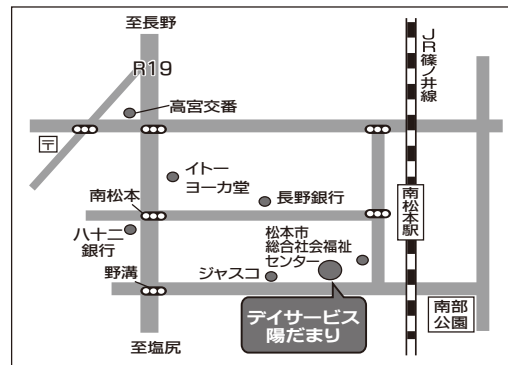 至長野
R19
JR篠ノ井線
高宮交番
〒
イトー
ヨーカ堂
長野銀行
南松本
南松本駅
八十二
銀行
松本市
総合社会福祉
センター
ジャスコ
野溝
デイサービス
陽だまり
南部
公園
至塩尻